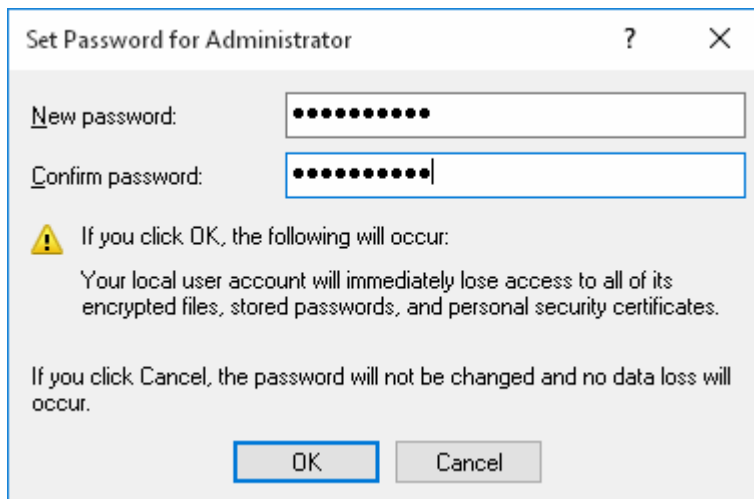 Set Password for Administrator
?
New password:
●●●●●●●●●●
Confirm password:
●●●●●●●●●●
If you click OK, the following will occur:
Your local user account will immediately lose access to all of its
encrypted files, stored passwords, and personal security certificates.
If you click Cancel, the password will not be changed and no data loss will
occur.
OK
Cancel